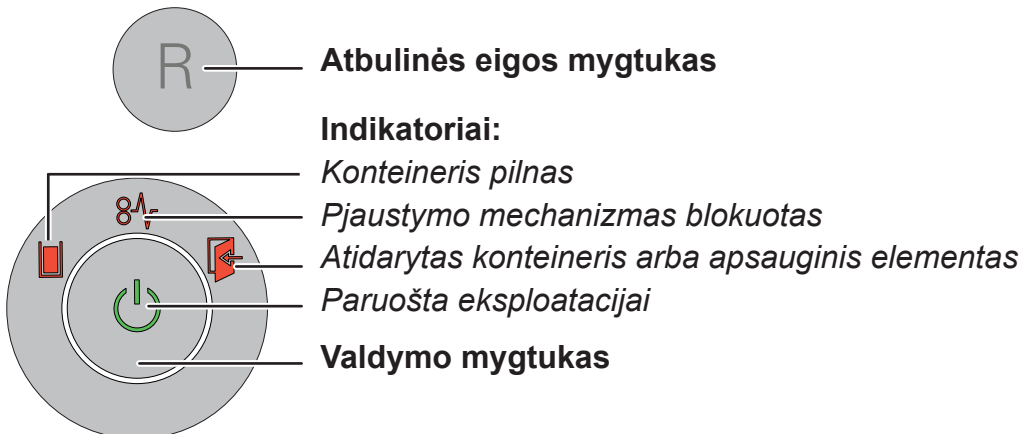 R
Atbulinės eigos mygtukas
Indikatoriai:
Konteineris pilnas
Pjaustymo mechanizmas blokuotas
Atidarytas konteineris arba apsauginis elementas
Paruošta eksploatacijai
Valdymo mygtukas